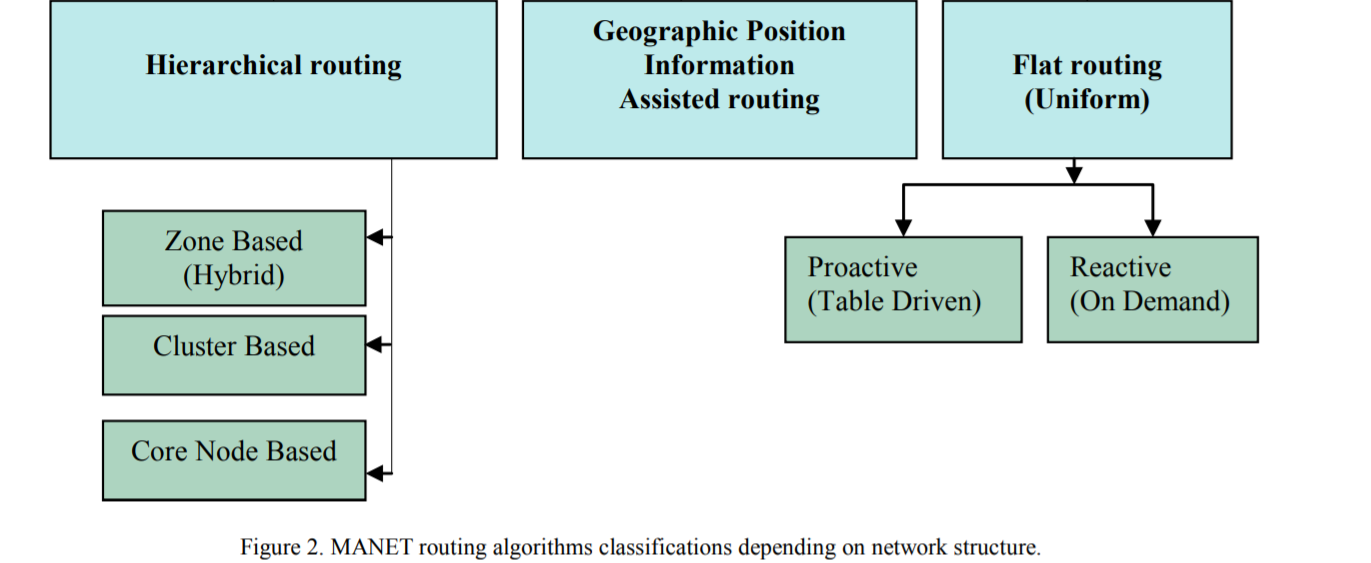 Hierarchical routing
Geographic Position
Information
Assisted routing
Flat routing
(Uniform)
Zone Based
(Hybrid)
Cluster Based
Core Node Based
Proactive
(Table Driven)
Reactive
(On Demand)
Figure 2. MANET routing algorithms classifications depending on network structure.